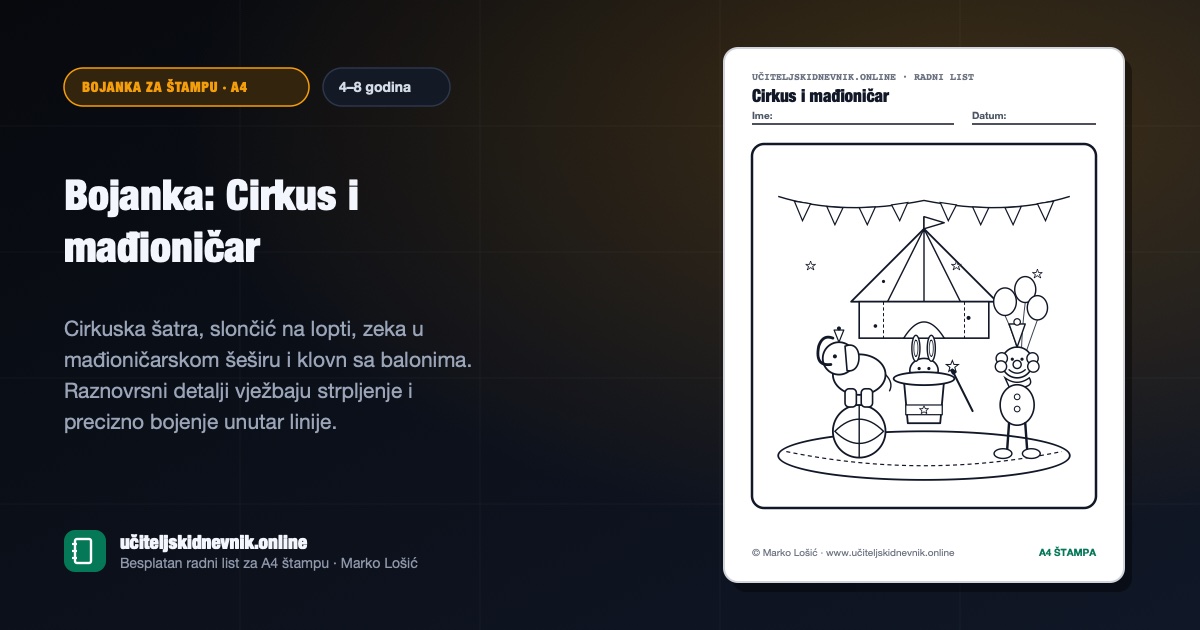 BOJANKA ZA ŠTAMPU · A4
4–8 godina
Bojanka: Cirkus i
mađioničar
Cirkuska šatra, slončić na lopti, zeka u
mađioničarskom šeširu i klovn sa balonima.
Raznovrsni detalji vježbaju strpljenje i
precizno bojenje unutar linije.
učiteljskidnevnik.online
Besplatan radni list za A4 štampu · Marko Lošić
UČITELJSKIDNEVNIK.ONLINE · RADNI LIST
Cirkus i mađioničar
Ime:
Datum:
© Marko Lošić · www.učiteljskidnevnik.online
A4 ŠTAMPA